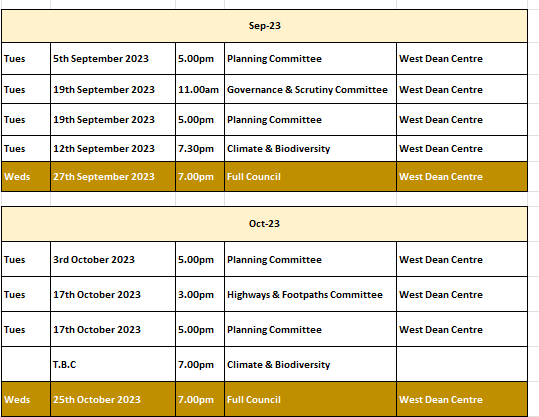 Sep-23
Tues 5th September 2023 5.00pm Planning Committee West Dean Centre
Tues 19th September 2023 11.00am Governance & Scrutiny Committee West Dean Centre
Tues 19th September 2023 5.00pm Planning Committee West Dean Centre
Tues 12th September 2023 7.30pm Climate & Biodiversity West Dean Centre
Weds 27th September 2023 7.00pm Full Council West Dean Centre
Oct-23
Tues 3rd October 2023 5.00pm Planning Committee West Dean Centre
Tues 17th October 2023 3.00pm Highways & Footpaths Committee West Dean Centre
Tues 17th October 2023 5.00pm Planning Committee West Dean Centre
T.B.C 7.00pm Climate & Biodiversity
Weds 25th October 2023 7.00pm Full Council West Dean Centre